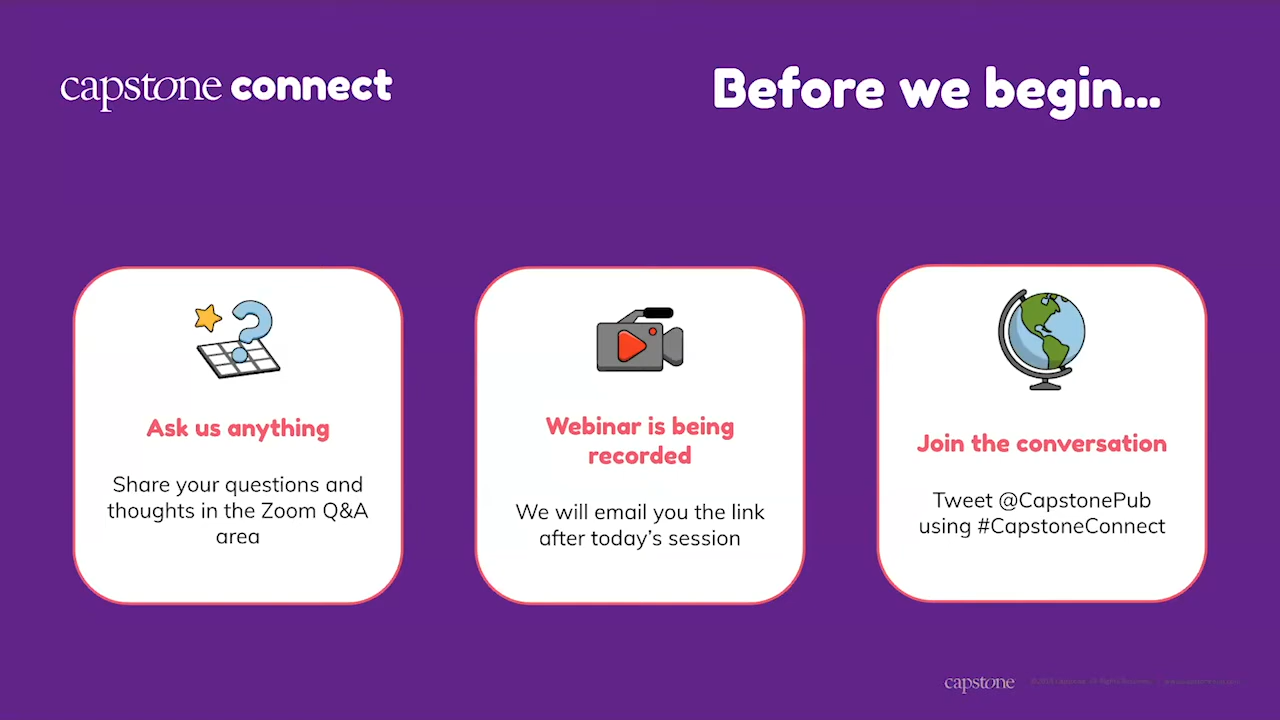 capstone connect
Before we begin...
Ask us anything
Share your questions and
thoughts in the Zoom Q&A
area
Webinar is being
recorded
We will email you the link
after today's session
Join the conversation
Tweet @CapstonePub
using #CapstoneConnect
capstone